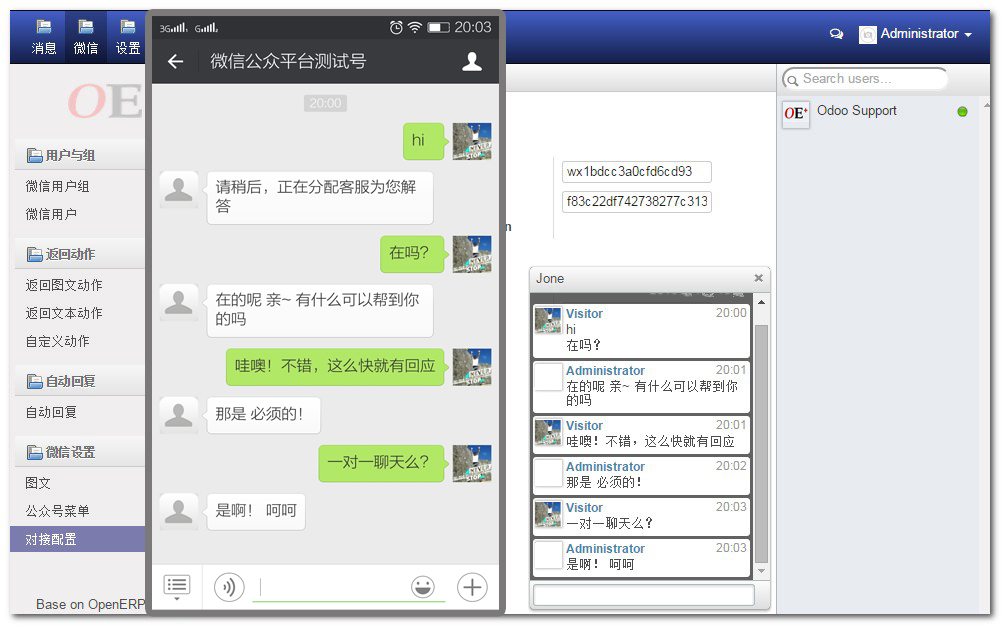 消息 微信 设置
Administrator
OE
用户与组
微信用户组
微信用户
返回动作
返回图文动作
返回文本动作
自定义动作
自动回复
自动回复
微信设置
图文
公众号菜单
对接配置
Base on OpenERP
3G G 20:03
微信公众平台测试号
20:00
hi
请稍后，正在分配客服为您解
答
在吗?
在的呢 亲~ 有什么可以帮到你
的吗
哇噢！不错，这么快就有回应
那是 必须的！
一对一聊天么?
是啊！ 呵呵
wx1bdcc3a0cfd6cd93
f83c22df742738277c313
n
Jone
Visitor 20:00
hi
在吗?
Administrator 20:01
在的呢 亲~ 有什么可以帮到你
的吗
Visitor 20:01
哇噢！不错，这么快就有回应
Administrator 20:02
那是 必须的！
Visitor 20:03
一对一聊天么?
Administrator 20:03
是啊！ 呵呵
Search users...
OE+ Odoo Support